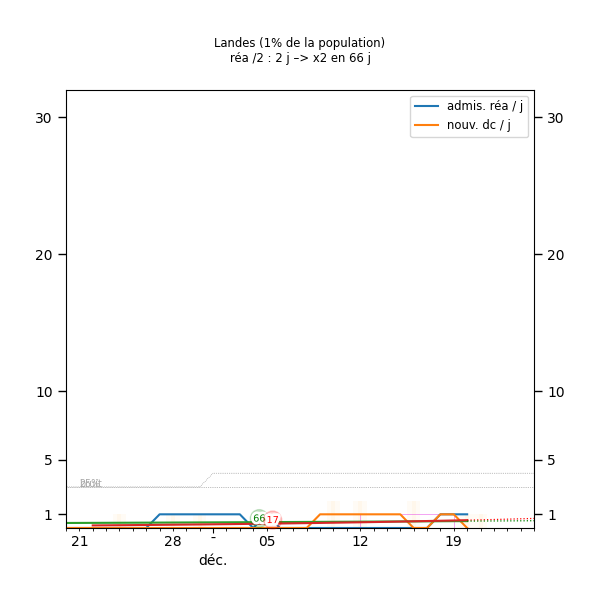 Landes (1% de la population)
réa /2 : 2 j –> x2 en 66 j
admis. réa / j
nouv. dc / j
30 30
20 20
10 10
5 5
66 17
1 1
21 28 - 05 12 19
déc.